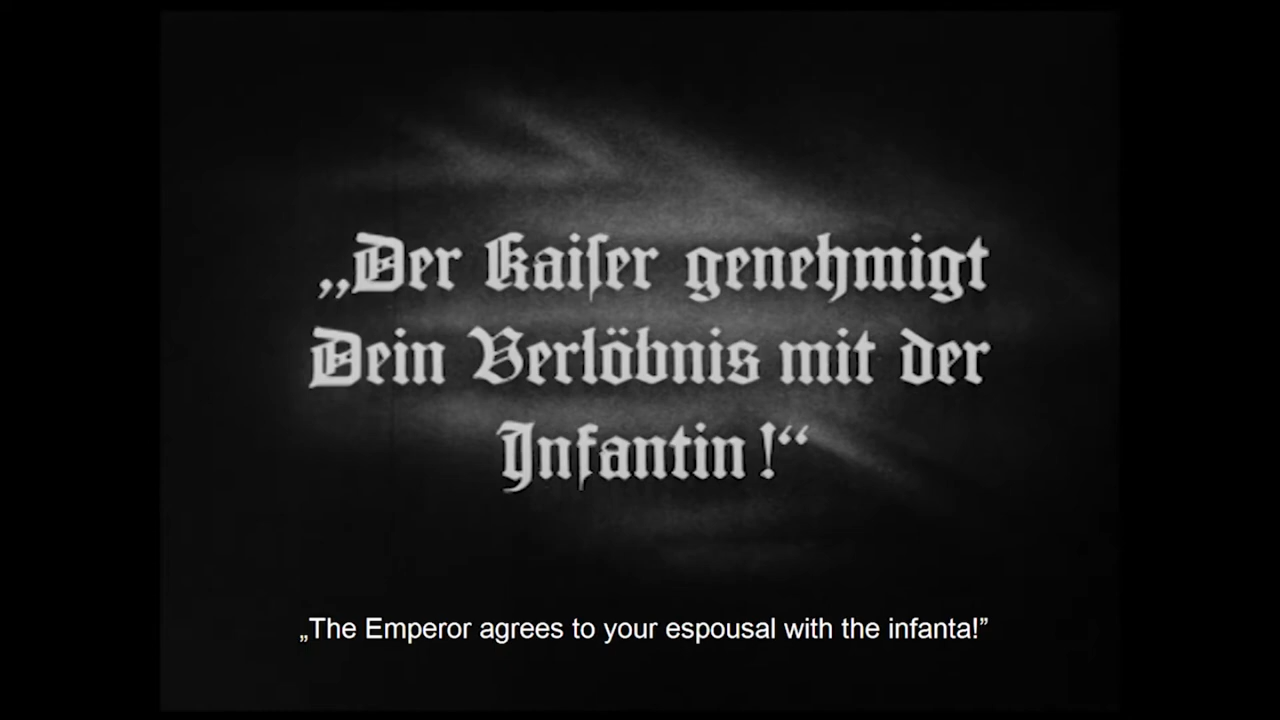 „Der Kaiſer genehmigt
Dein Verlöbnis mit der
Infantin!“
„The Emperor agrees to your espousal with the infanta!”